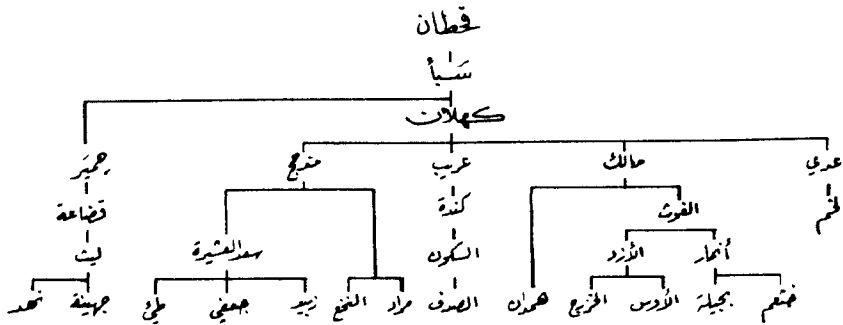 قحطان
سبأ
كهلان
عدي مالك عريب مذحج حمير
لخم الغوث كندة قضاعة
أنمار الأزد السكون سعد العشيرة ليث
خثعم بجيلة الأوس الخزرج همدان الصدف مراد النخع زبيد جعفي طيئ جهينة نهد